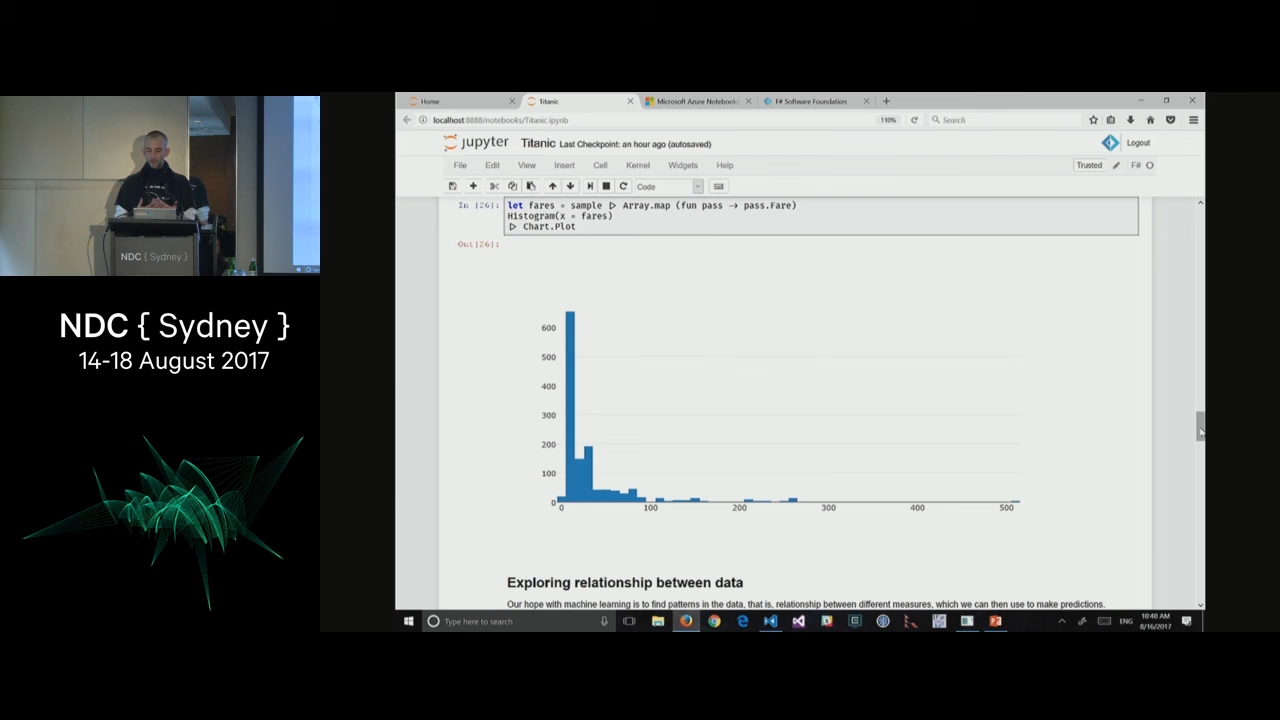 NDC { Sydney }
NDC { Sydney }
14-18 August 2017
Home
Titanic
Microsoft Azure Notebooks
F# Software Foundation
localhost:8888/notebooks/Titanic.ipynb
110%
Search
jupyter Titanic Last Checkpoint: an hour ago (autosaved)
Logout
File Edit View Insert Cell Kernel Widgets Help
Trusted
F#
Code
In [26]: let fares = sample ▷ Array.map (fun pass → pass.Fare)
Histogram(x = fares)
▷ Chart.Plot
Out[26]:
600
500
400
300
200
100
0
0 100 200 300 400 500
Exploring relationship between data
Our hope with machine learning is to find patterns in the data, that is, relationship between different measures, which we can then use to make predictions.
Type here to search
ENG
10:40 AM
8/16/2017